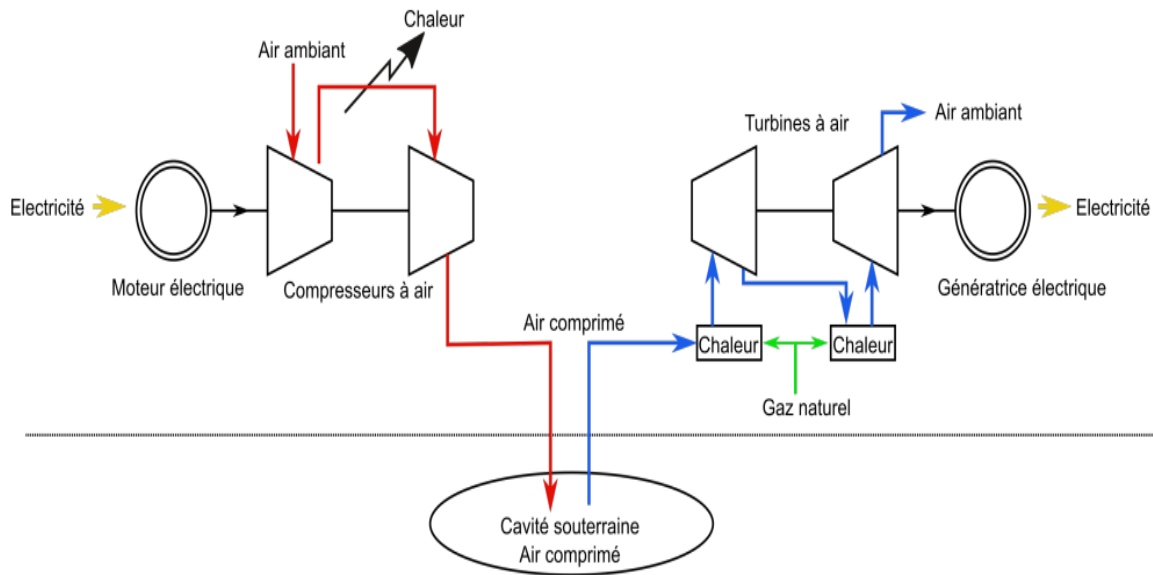 Chaleur
Air ambiant
Turbines à air
Air ambiant
Electricité
Electricité
Moteur électrique
Compresseurs à air
Génératrice électrique
Air comprimé
Chaleur
Chaleur
Gaz naturel
Cavité souterraine
Air comprimé